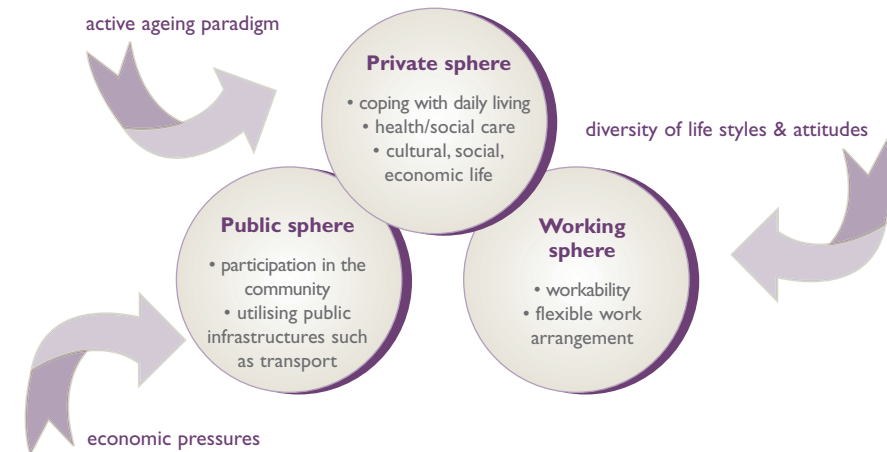 active ageing paradigm
Private sphere
• coping with daily living
• health/social care
• cultural, social,
economic life
diversity of life styles & attitudes
Public sphere
• participation in the
community
• utilising public
infrastructures such
as transport
Working
sphere
• workability
• flexible work
arrangement
economic pressures